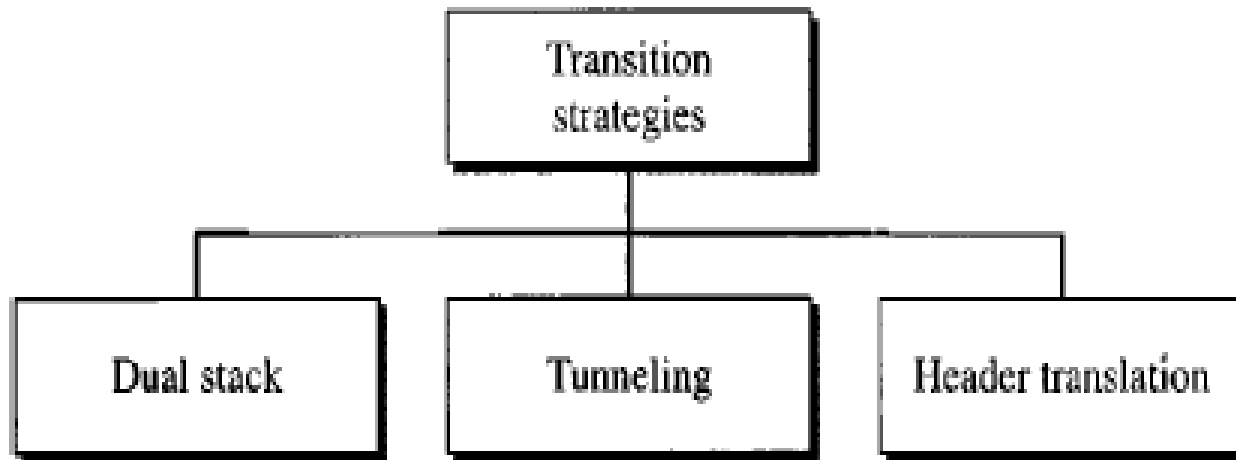 Transition
strategies
Dual stack
Tunneling
Header translation